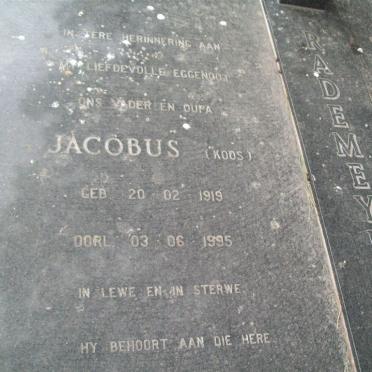 IN TERE HERINNERING AAN
MY LIEFDEVOLLE EGGENOOT
ONS VADER EN OUPA
JACOBUS (KOOS)
GEB. 20 02 1919
OORL. 03 06 1995
IN LEWE EN IN STERWE
HY BEHOORT AAN DIE HERE
RADEMEY